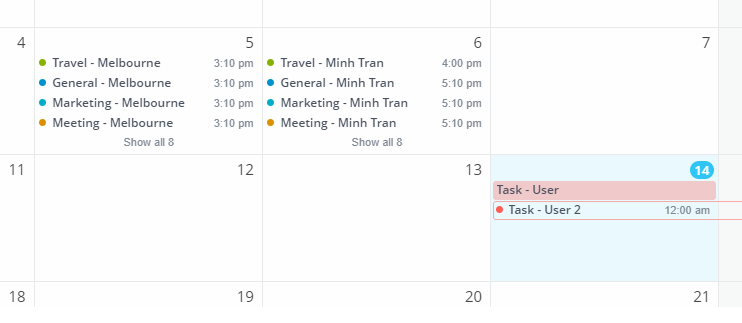 4 5 6 7
Travel - Melbourne 3:10 pm
General - Melbourne 3:10 pm
Marketing - Melbourne 3:10 pm
Meeting - Melbourne 3:10 pm
Show all 8
Travel - Minh Tran 4:00 pm
General - Minh Tran 5:10 pm
Marketing - Minh Tran 5:10 pm
Meeting - Minh Tran 5:10 pm
Show all 8
11 12 13 14
Task - User
Task - User 2 12:00 am
18 19 20 21